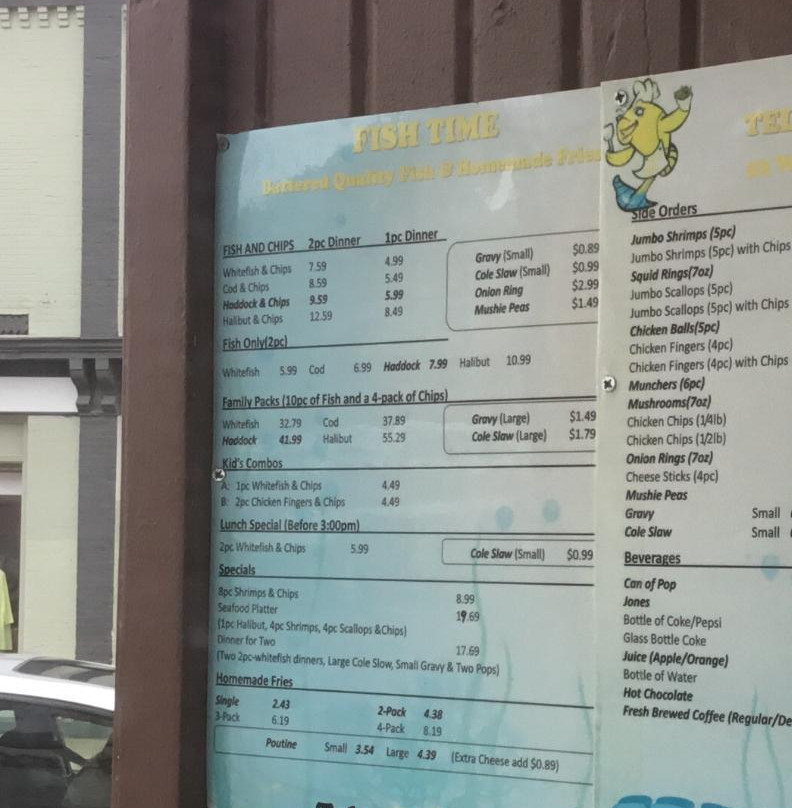 FISH TIME
Battered Quality Fish & Homemade Fries
FISH AND CHIPS 2pc Dinner 1pc Dinner
Whitefish & Chips 7.59 4.99
Cod & Chips 8.59 5.49
Haddock & Chips 9.59 5.99
Halibut & Chips 12.59 8.49
Gravy (Small) $0.89
Cole Slaw (Small) $0.99
Onion Ring $2.99
Mushie Peas $1.49
Fish Only(2pc)
Whitefish 5.99 Cod 6.99 Haddock 7.99 Halibut 10.99
Family Packs (10pc of Fish and a 4-pack of Chips)
Whitefish 32.79 Cod 37.89
Haddock 41.99 Halibut 55.29
Gravy (Large) $1.49
Cole Slaw (Large) $1.79
Kid's Combos
A: 1pc Whitefish & Chips 4.49
B: 2pc Chicken Fingers & Chips 4.49
Lunch Special (Before 3:00pm)
2pc Whitefish & Chips 5.99
Cole Slaw (Small) $0.99
Specials
8pc Shrimps & Chips 8.99
Seafood Platter 19.69
(1pc Halibut, 4pc Shrimps, 4pc Scallops &Chips)
Dinner for Two 17.69
(Two 2pc-whitefish dinners, Large Cole Slow, Small Gravy & Two Pops)
Homemade Fries
Single 2.43 2-Pack 4.38
3-Pack 6.19 4-Pack 8.19
Poutine Small 3.54 Large 4.39 (Extra Cheese add $0.89)
Side Orders
Jumbo Shrimps (5pc)
Jumbo Shrimps (5pc) with Chips
Squid Rings(7oz)
Jumbo Scallops (5pc)
Jumbo Scallops (5pc) with Chips
Chicken Balls(5pc)
Chicken Fingers (4pc)
Chicken Fingers (4pc) with Chips
Munchers (6pc)
Mushrooms(7oz)
Chicken Chips (1/4lb)
Chicken Chips (1/2lb)
Onion Rings (7oz)
Cheese Sticks (4pc)
Mushie Peas
Gravy Small
Cole Slaw Small
Beverages
Can of Pop
Jones
Bottle of Coke/Pepsi
Glass Bottle Coke
Juice (Apple/Orange)
Bottle of Water
Hot Chocolate
Fresh Brewed Coffee (Regular/De